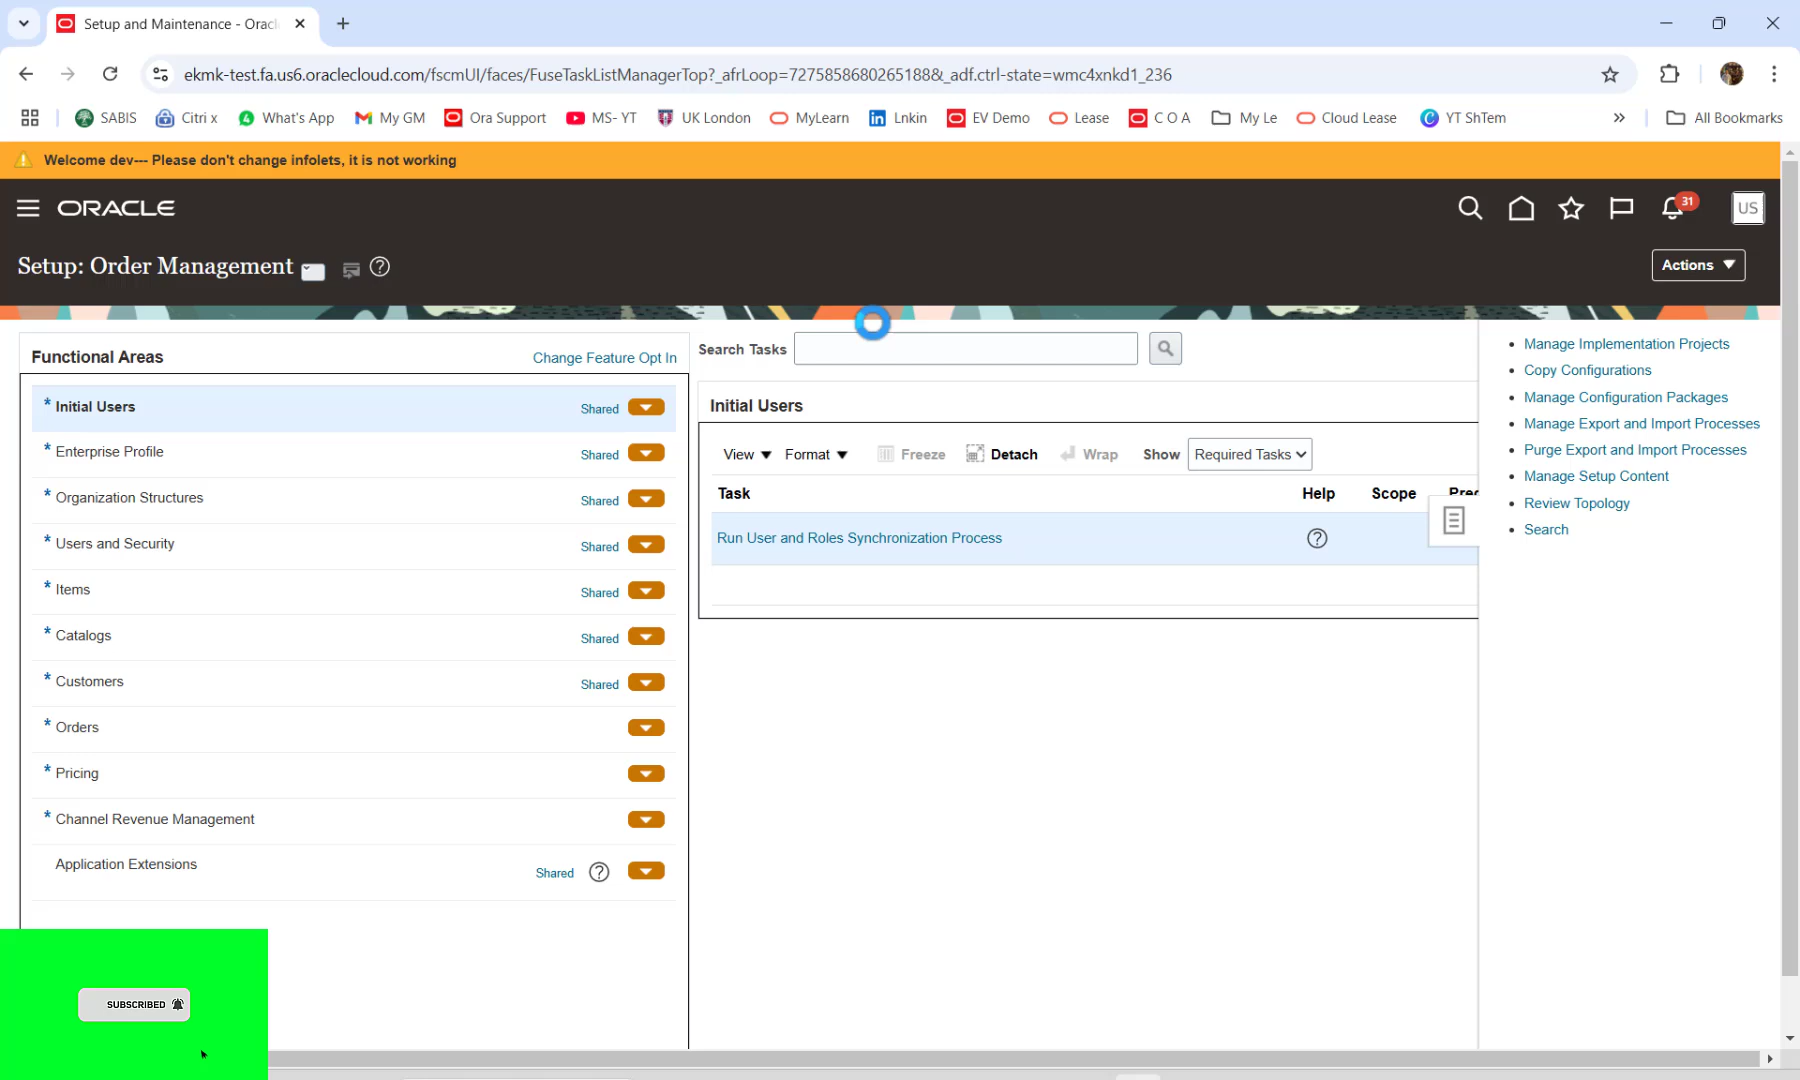 Setup and Maintenance - Oracl
ekmk-test.fa.us6.oraclecloud.com/fscmUI/faces/FuseTaskListManagerTop?_afrLoop=7275858680265188&_adf.ctrl-state=wmc4xnkd1_236
SABIS Citri x What's App My GM Ora Support MS- YT UK London MyLearn Lnkin EV Demo Lease C O A My Le Cloud Lease YT ShTem » All Bookmarks
Welcome dev--- Please don't change infolets, it is not working
ORACLE 31 US
Setup: Order Management Actions
Functional Areas Change Feature Opt In
* Initial Users Shared
* Enterprise Profile Shared
* Organization Structures Shared
* Users and Security Shared
* Items Shared
* Catalogs Shared
* Customers Shared
* Orders
* Pricing
* Channel Revenue Management
Application Extensions Shared
Search Tasks
Initial Users
View Format Freeze Detach Wrap Show Required Tasks
Task Help Scope
Run User and Roles Synchronization Process
Manage Implementation Projects
Copy Configurations
Manage Configuration Packages
Manage Export and Import Processes
Purge Export and Import Processes
Manage Setup Content
Review Topology
Search
SUBSCRIBED